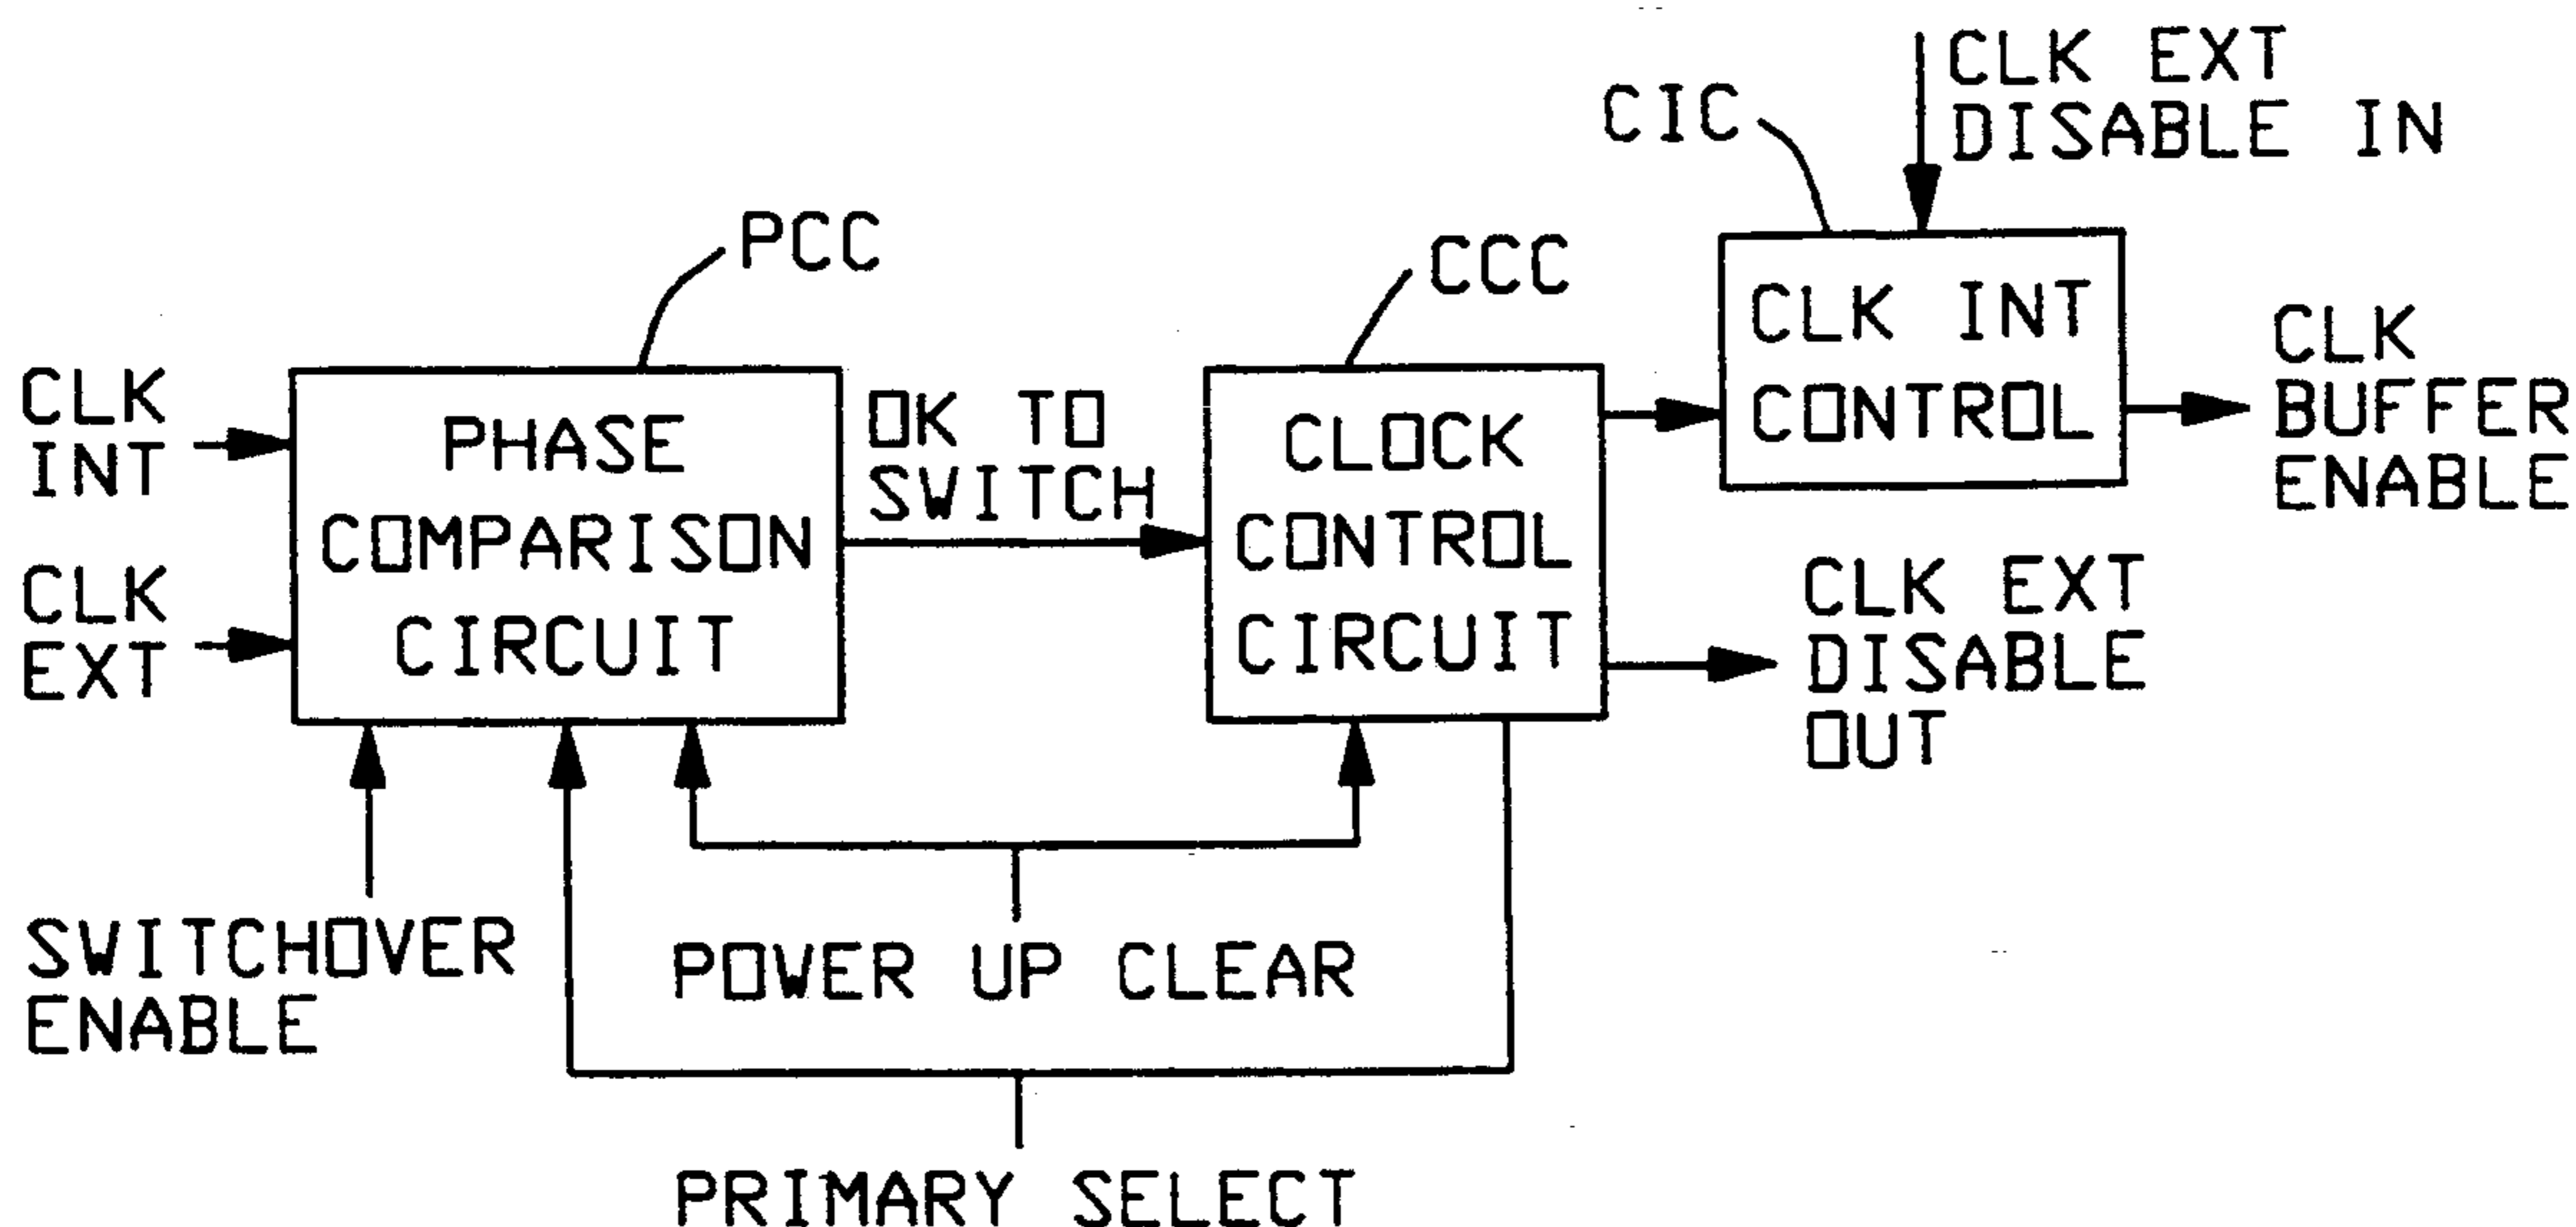 CLK EXT
DISABLE IN
CIC
PCC
CCC
CLK INT
CONTROL
CLK
BUFFER
ENABLE
CLK
INT
CLK
EXT
PHASE
COMPARISON
CIRCUIT
OK TO
SWITCH
CLOCK
CONTROL
CIRCUIT
CLK EXT
DISABLE
OUT
SWITCHOVER
ENABLE
POWER UP CLEAR
PRIMARY SELECT